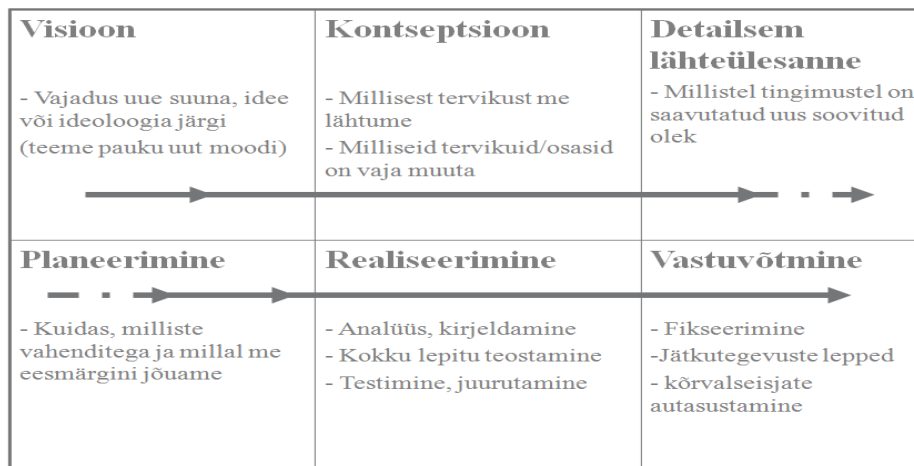 Visioon
- Vajadus uue suuna, idee
või ideoloogia järgi
(teeme pauku uut moodi)
Kontseptsioon
- Millisest tervikust me
lähtume
- Milliseid tervikuid/osasid
on vaja muuta
Detailsem
lähteülesanne
- Millistel tingimustel on
saavutatud uus soovitud
olek
Planeerimine
- Kuidas, milliste
vahenditega ja millal me
eesmärgini jõuame
Realiseerimine
- Analüüs, kirjeldamine
- Kokku lepitu teostamine
- Testimine, juurutamine
Vastuvõtmine
- Fikseerimine
-Jätkutegevuste lepped
- kõrvalseisjate
autasustamine